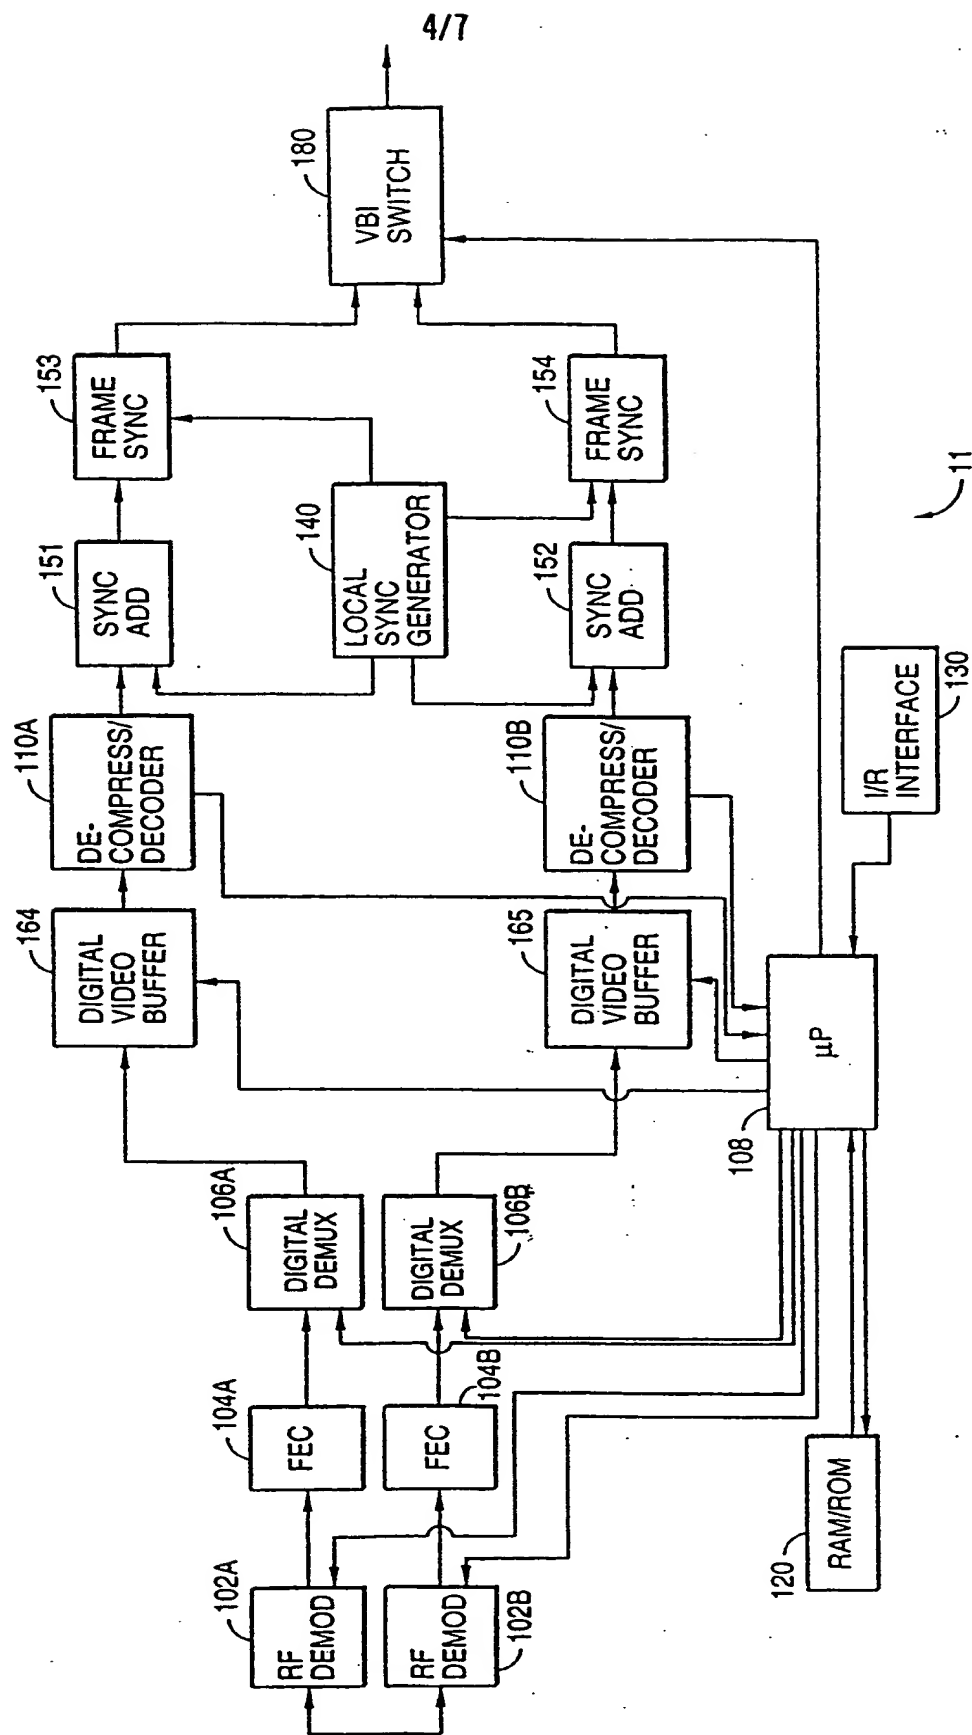 4/7
102A
RF
DEMOD
104A
FEC
106A
DIGITAL
DEMUX
164
DIGITAL
VIDEO
BUFFER
110A
DE-
COMPRESS/
DECODER
151
SYNC
ADD
153
FRAME
SYNC
180
VBI
SWITCH
140
LOCAL
SYNC
GENERATOR
RF
DEMOD
102B
FEC
104B
DIGITAL
DEMUX
106B
165
DIGITAL
VIDEO
BUFFER
110B
DE-
COMPRESS/
DECODER
152
SYNC
ADD
154
FRAME
SYNC
120
RAM/ROM
108
µP
I/R
INTERFACE
130
11